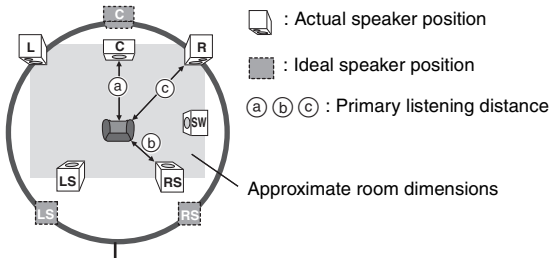 C
: Actual speaker position
L
C
R
: Ideal speaker position
a
c
a b c : Primary listening distance
SW
b
LS
RS
Approximate room dimensions
LS
RS